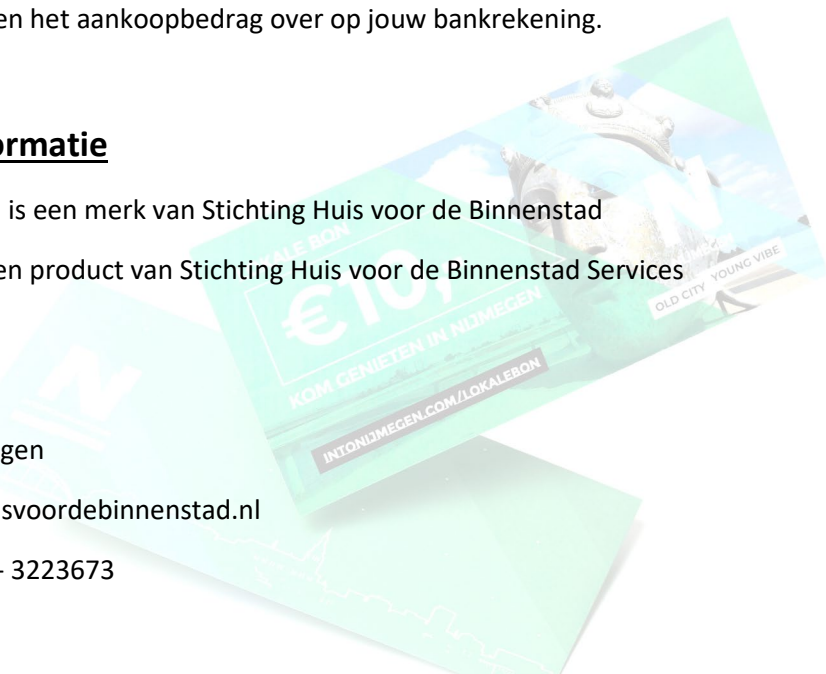 en het aankoopbedrag over op jouw bankrekening.
ormatie
is een merk van Stichting Huis voor de Binnenstad
en product van Stichting Huis voor de Binnenstad Services
gen
svoordebinnenstad.nl
- 3223673
LOKALE BON
€10,-
KOM GENIETEN IN NIJMEGEN
INTONIJMEGEN.COM/LOKALEBON
N
OLD CITY YOUNG VIBE
N